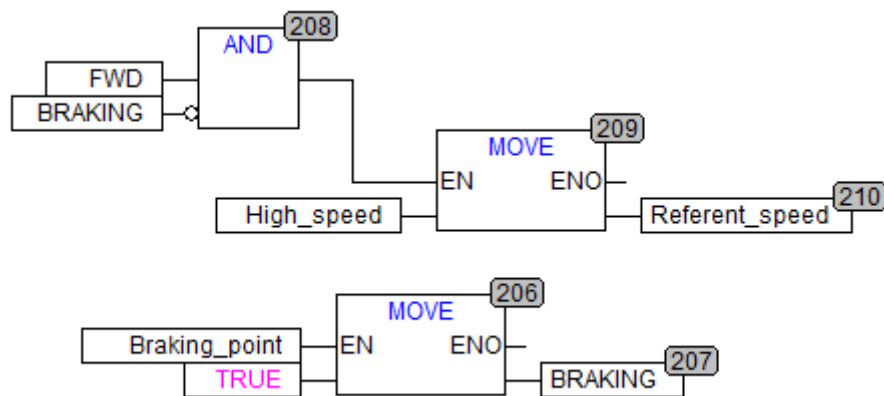 208
AND
FWD
BRAKING
209
MOVE
EN ENO
210
High_speed Referent_speed
206
MOVE
Braking_point EN ENO
207
TRUE BRAKING